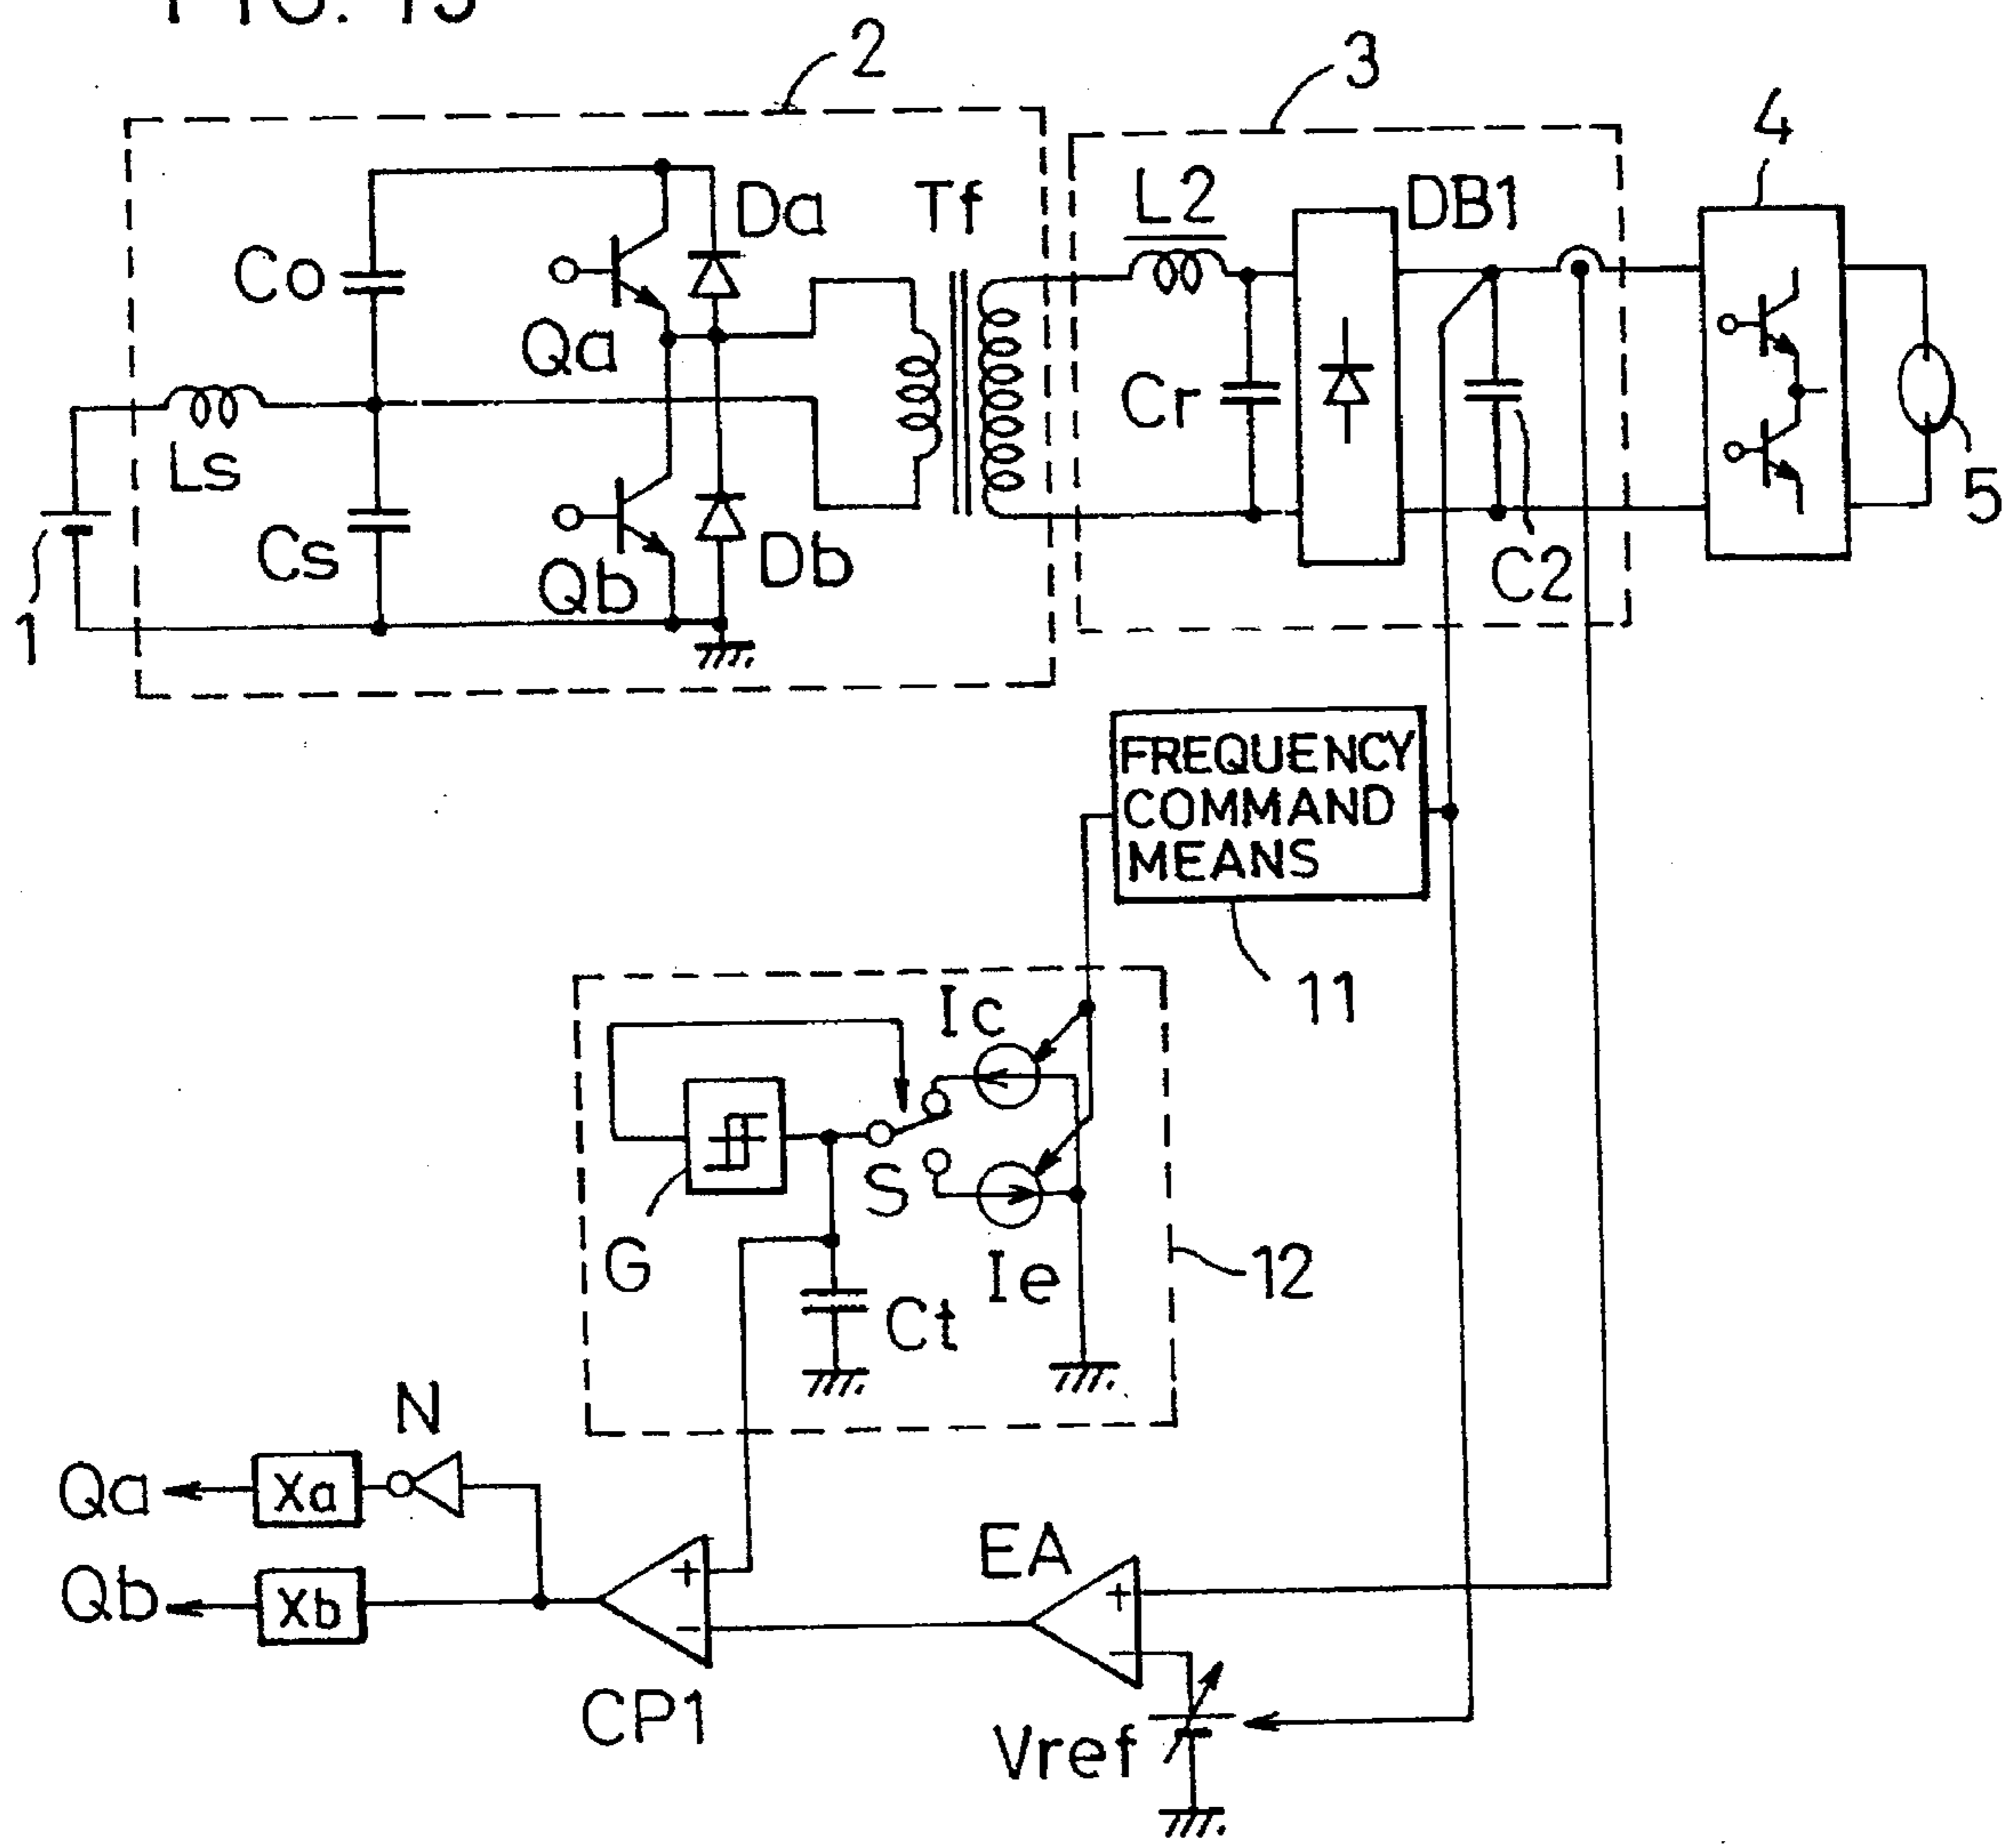 2
3
4
Da
Tf
L2
DB1
Co
Qa
Cr
Ls
5
Cs
Qb
Db
C2
1
FREQUENCY
COMMAND
MEANS
11
Ic
S
G
Ie
12
Ct
N
Qa
Xa
+
EA
Qb
Xb
+
−
−
CP1
Vref